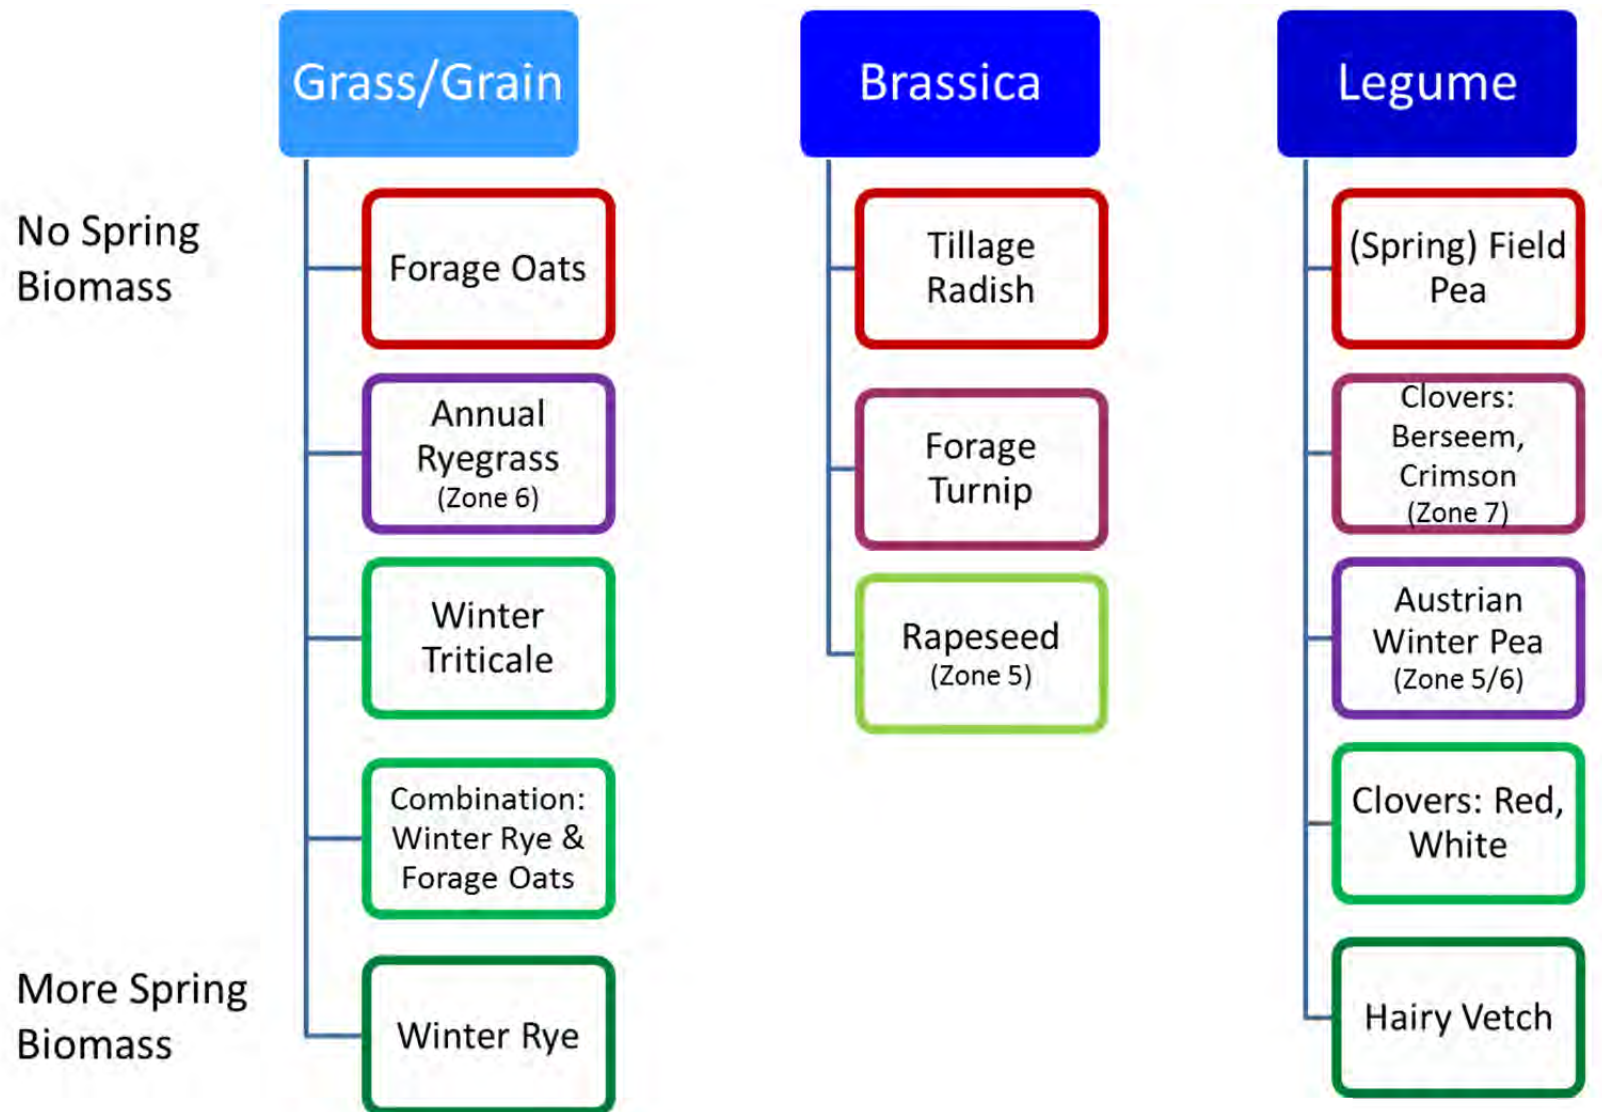 Grass/Grain
Brassica
Legume
No Spring
Biomass
Forage Oats
Tillage
Radish
(Spring) Field
Pea
Annual
Ryegrass
(Zone 6)
Forage
Turnip
Clovers:
Berseem,
Crimson
(Zone 7)
Winter
Triticale
Rapeseed
(Zone 5)
Austrian
Winter Pea
(Zone 5/6)
Combination:
Winter Rye &
Forage Oats
Clovers: Red,
White
More Spring
Biomass
Winter Rye
Hairy Vetch